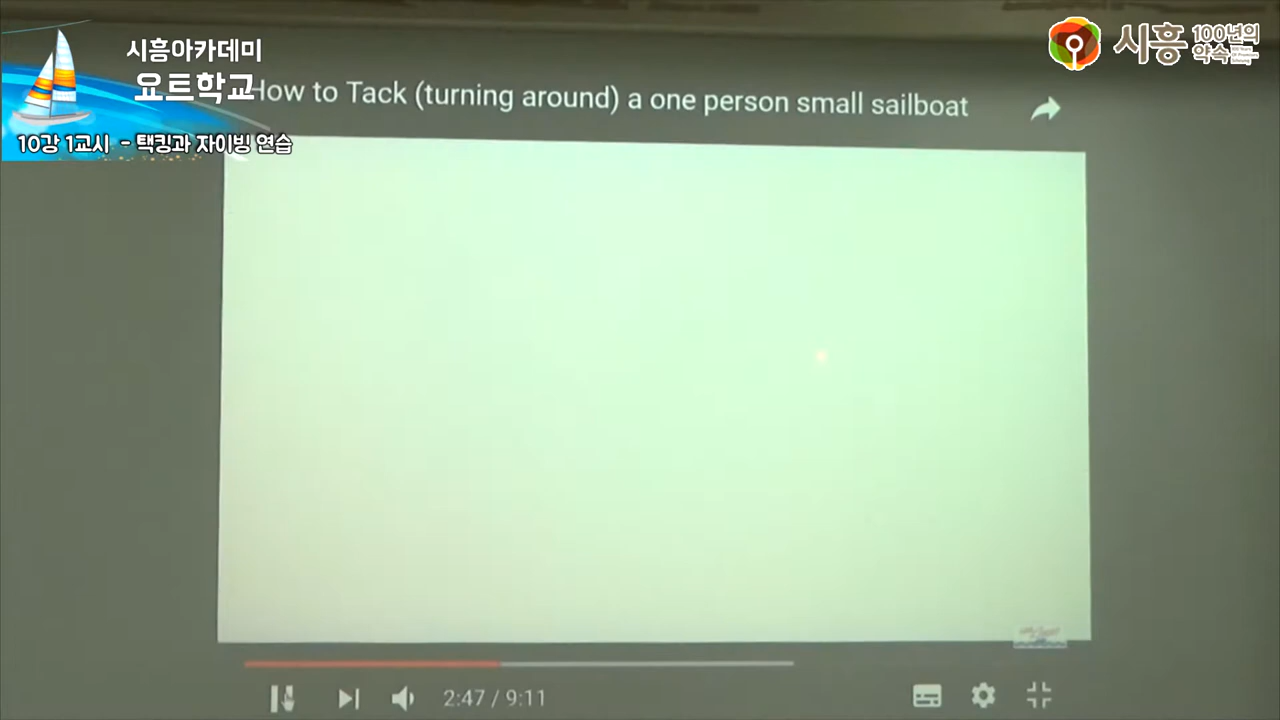 시흥아카데미
요트학교
10강 1교시 - 택킹과 자이빙 연습
시흥 100년의 약속
How to Tack (turning around) a one person small sailboat
2:47 / 9:11